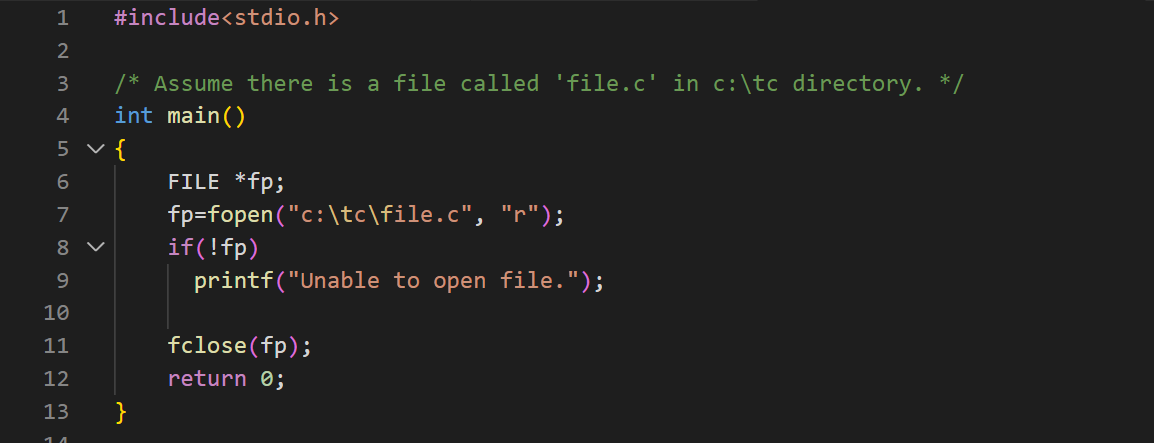 1 #include<stdio.h>
2
3 /* Assume there is a file called 'file.c' in c:\tc directory. */
4 int main()
5 {
6 FILE *fp;
7 fp=fopen("c:\tc\file.c", "r");
8 if(!fp)
9 printf("Unable to open file.");
10
11 fclose(fp);
12 return 0;
13 }
14